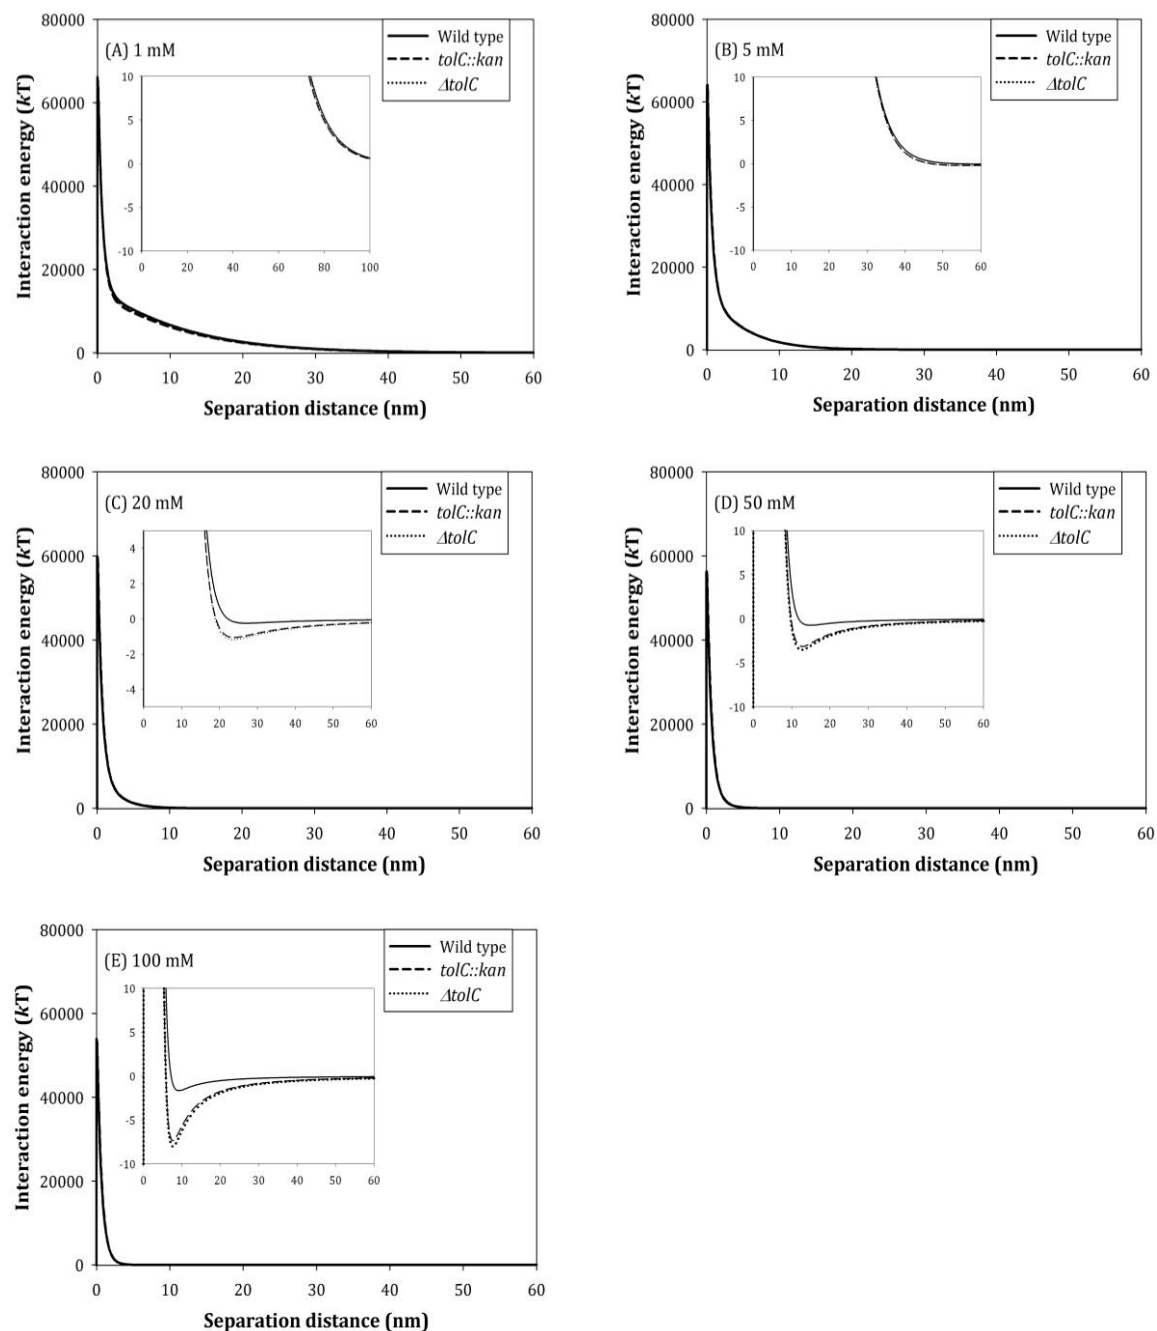 (A) 1 mM
Wild type
tolC::kan
ΔtolC
Interaction energy (kT)
80000
60000
40000
20000
0
10
5
0
-5
-10
0 20 40 60 80 100
0 10 20 30 40 50 60
Separation distance (nm)
(B) 5 mM
Wild type
tolC::kan
ΔtolC
Interaction energy (kT)
80000
60000
40000
20000
0
10
5
0
-5
-10
0 10 20 30 40 50 60
0 10 20 30 40 50 60
Separation distance (nm)
(C) 20 mM
Wild type
tolC::kan
ΔtolC
Interaction energy (kT)
80000
60000
40000
20000
0
4
2
0
-2
-4
0 10 20 30 40 50 60
0 10 20 30 40 50 60
Separation distance (nm)
(D) 50 mM
Wild type
tolC::kan
ΔtolC
Interaction energy (kT)
80000
60000
40000
20000
0
10
5
0
-5
-10
0 10 20 30 40 50 60
0 10 20 30 40 50 60
Separation distance (nm)
(E) 100 mM
Wild type
tolC::kan
ΔtolC
Interaction energy (kT)
80000
60000
40000
20000
0
10
5
0
-5
-10
0 10 20 30 40 50 60
0 10 20 30 40 50 60
Separation distance (nm)